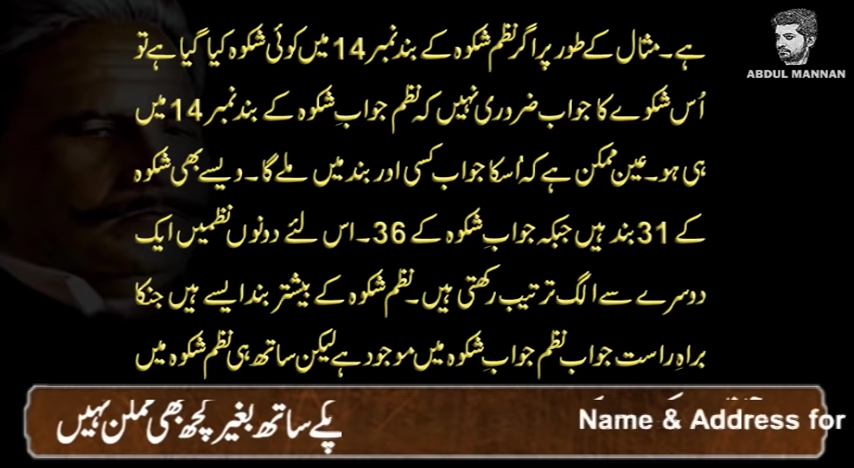 ABDUL MANNAN
ہے۔ مثال کے طور پر اگر نظم شکوہ کے بند نمبر 14 میں کوئی شکوہ کیا گیا ہے تو
اُس شکوے کا جواب ضروری نہیں کہ نظم جوابِ شکوہ کے بند نمبر 14 میں
ہی ہو۔ عین ممکن ہے کہ اُسکا جواب کسی اور بند میں ملے گا۔ ویسے بھی شکوہ
کے 31 بند ہیں جبکہ جوابِ شکوہ کے 36۔ اس لئے دونوں نظمیں ایک
دوسرے سے الگ ترتیب رکھتی ہیں۔ نظم شکوہ کے بیشتر بند ایسے ہیں جنکا
براہِ راست جواب نظم جوابِ شکوہ میں موجود ہے لیکن ساتھ ہی نظم شکوہ میں
Name & Address for
کے ساتھ بغیر کچھ بھی ممکن نہیں